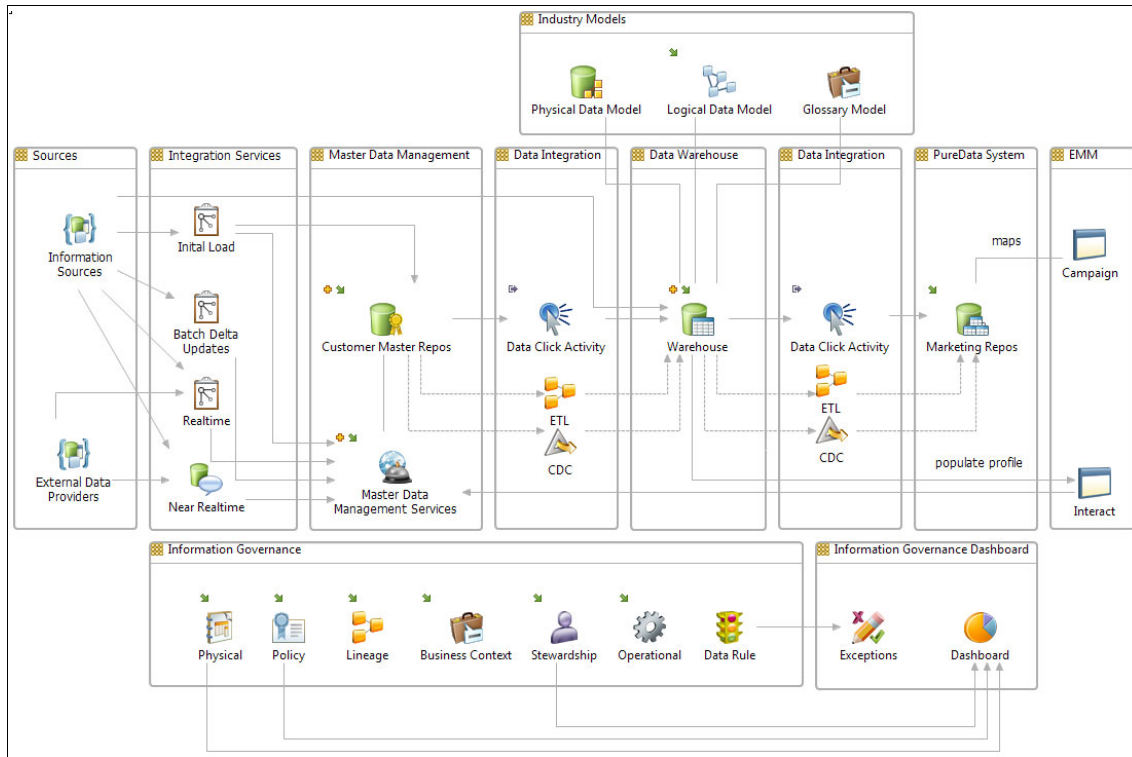 Industry Models
Physical Data Model
Logical Data Model
Glossary Model
Sources
Integration Services
Master Data Management
Data Integration
Data Warehouse
Data Integration
PureData System
EMM
Information
Sources
External Data
Providers
Inital Load
Batch Delta
Updates
Realtime
Near Realtime
Customer Master Repos
Master Data
Management Services
Data Click Activity
ETL
CDC
Warehouse
Data Click Activity
ETL
CDC
maps
Marketing Repos
populate profile
Campaign
Interact
Information Governance
Physical
Policy
Lineage
Business Context
Stewardship
Operational
Data Rule
Information Governance Dashboard
Exceptions
Dashboard